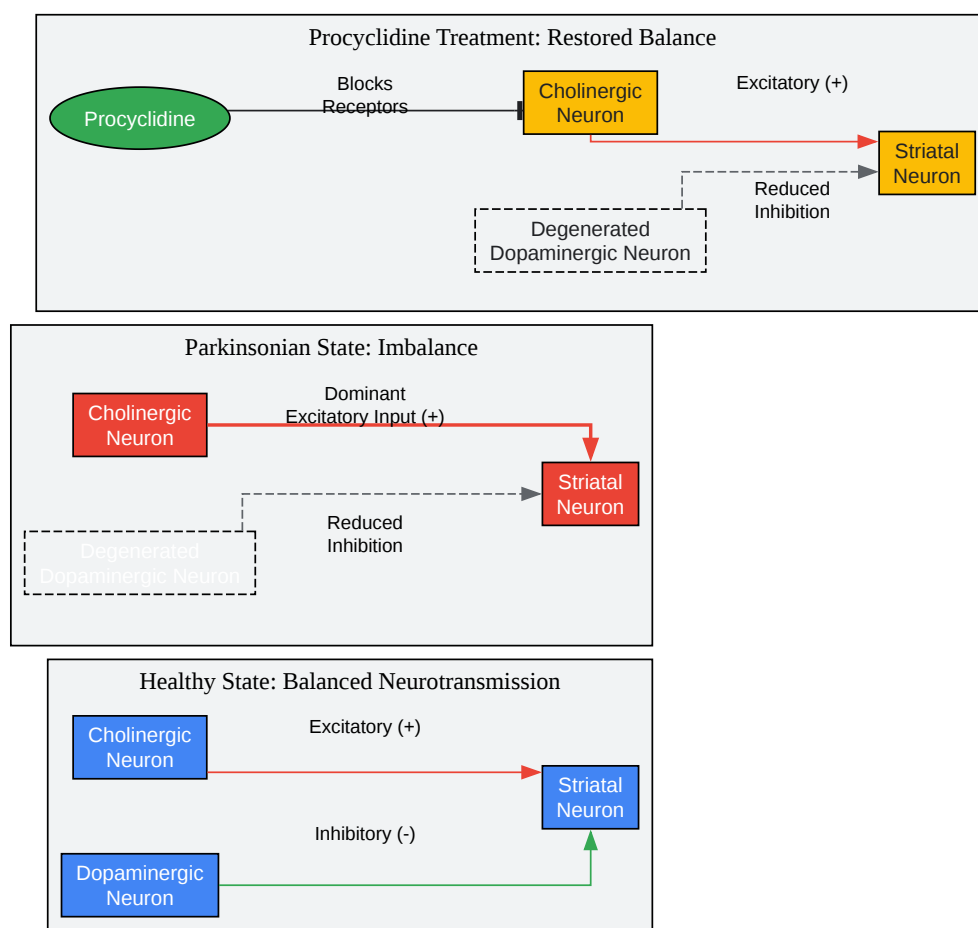 Procyclidine Treatment: Restored Balance
Blocks
Receptors
Excitatory (+)
Procyclidine
Cholinergic
Neuron
Striatal
Neuron
Reduced
Inhibition
Degenerated
Dopaminergic Neuron
Parkinsonian State: Imbalance
Dominant
Excitatory Input (+)
Cholinergic
Neuron
Striatal
Neuron
Reduced
Inhibition
Degenerated
Dopaminergic Neuron
Healthy State: Balanced Neurotransmission
Excitatory (+)
Cholinergic
Neuron
Striatal
Neuron
Inhibitory (-)
Dopaminergic
Neuron